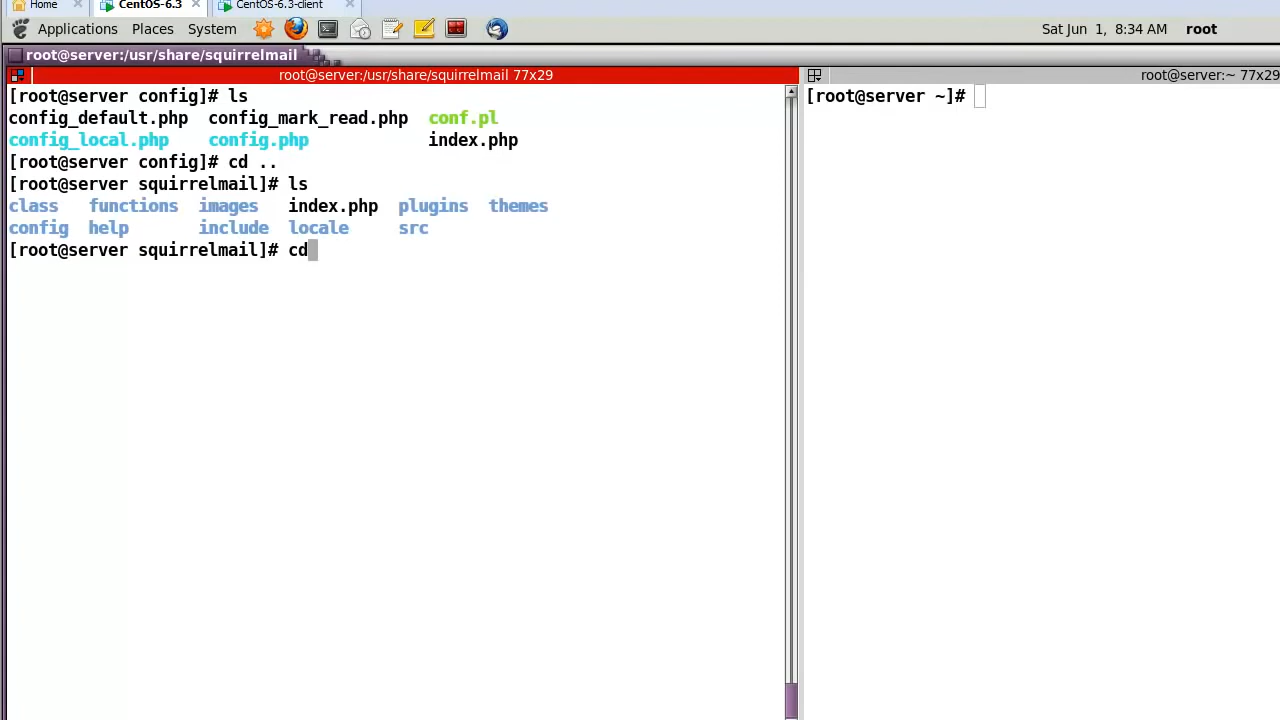 Home CentOS-6.3 CentOS-6.3-client
Applications Places System Sat Jun 1, 8:34 AM root
root@server:/usr/share/squirrelmail
root@server:/usr/share/squirrelmail 77x29
[root@server config]# ls
config_default.php config_mark_read.php conf.pl
config_local.php config.php index.php
[root@server config]# cd ..
[root@server squirrelmail]# ls
class functions images index.php plugins themes
config help include locale src
[root@server squirrelmail]# cd
root@server:~ 77x29
[root@server ~]#